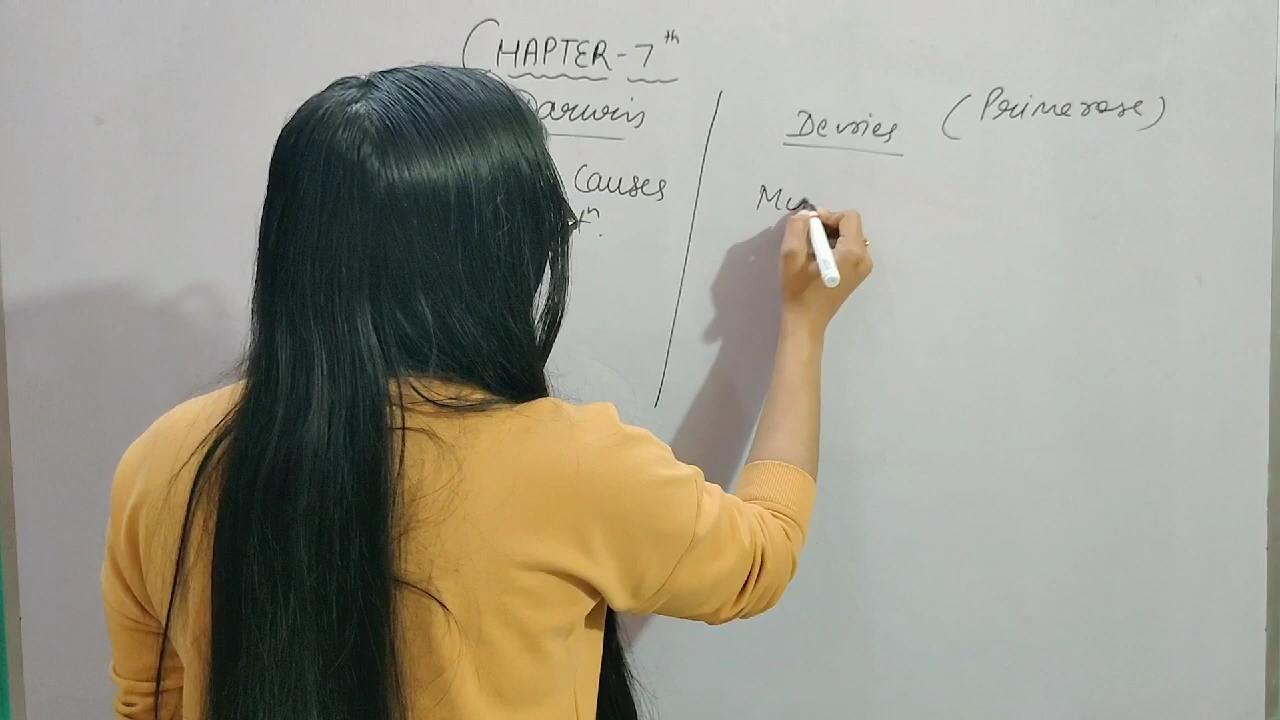 CHAPTER-7th
Darwin
Causes
Devries (Primerose)
Mu